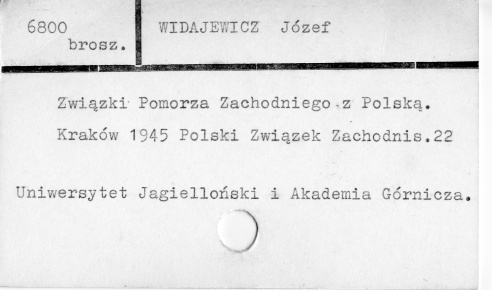 6800 WIDAJEWICZ Józef
brosz.
Związki Pomorza Zachodniego z Polską.
Kraków 1945 Polski Związek Zachodnis.22
Uniwersytet Jagielloński i Akademia Górnicza.